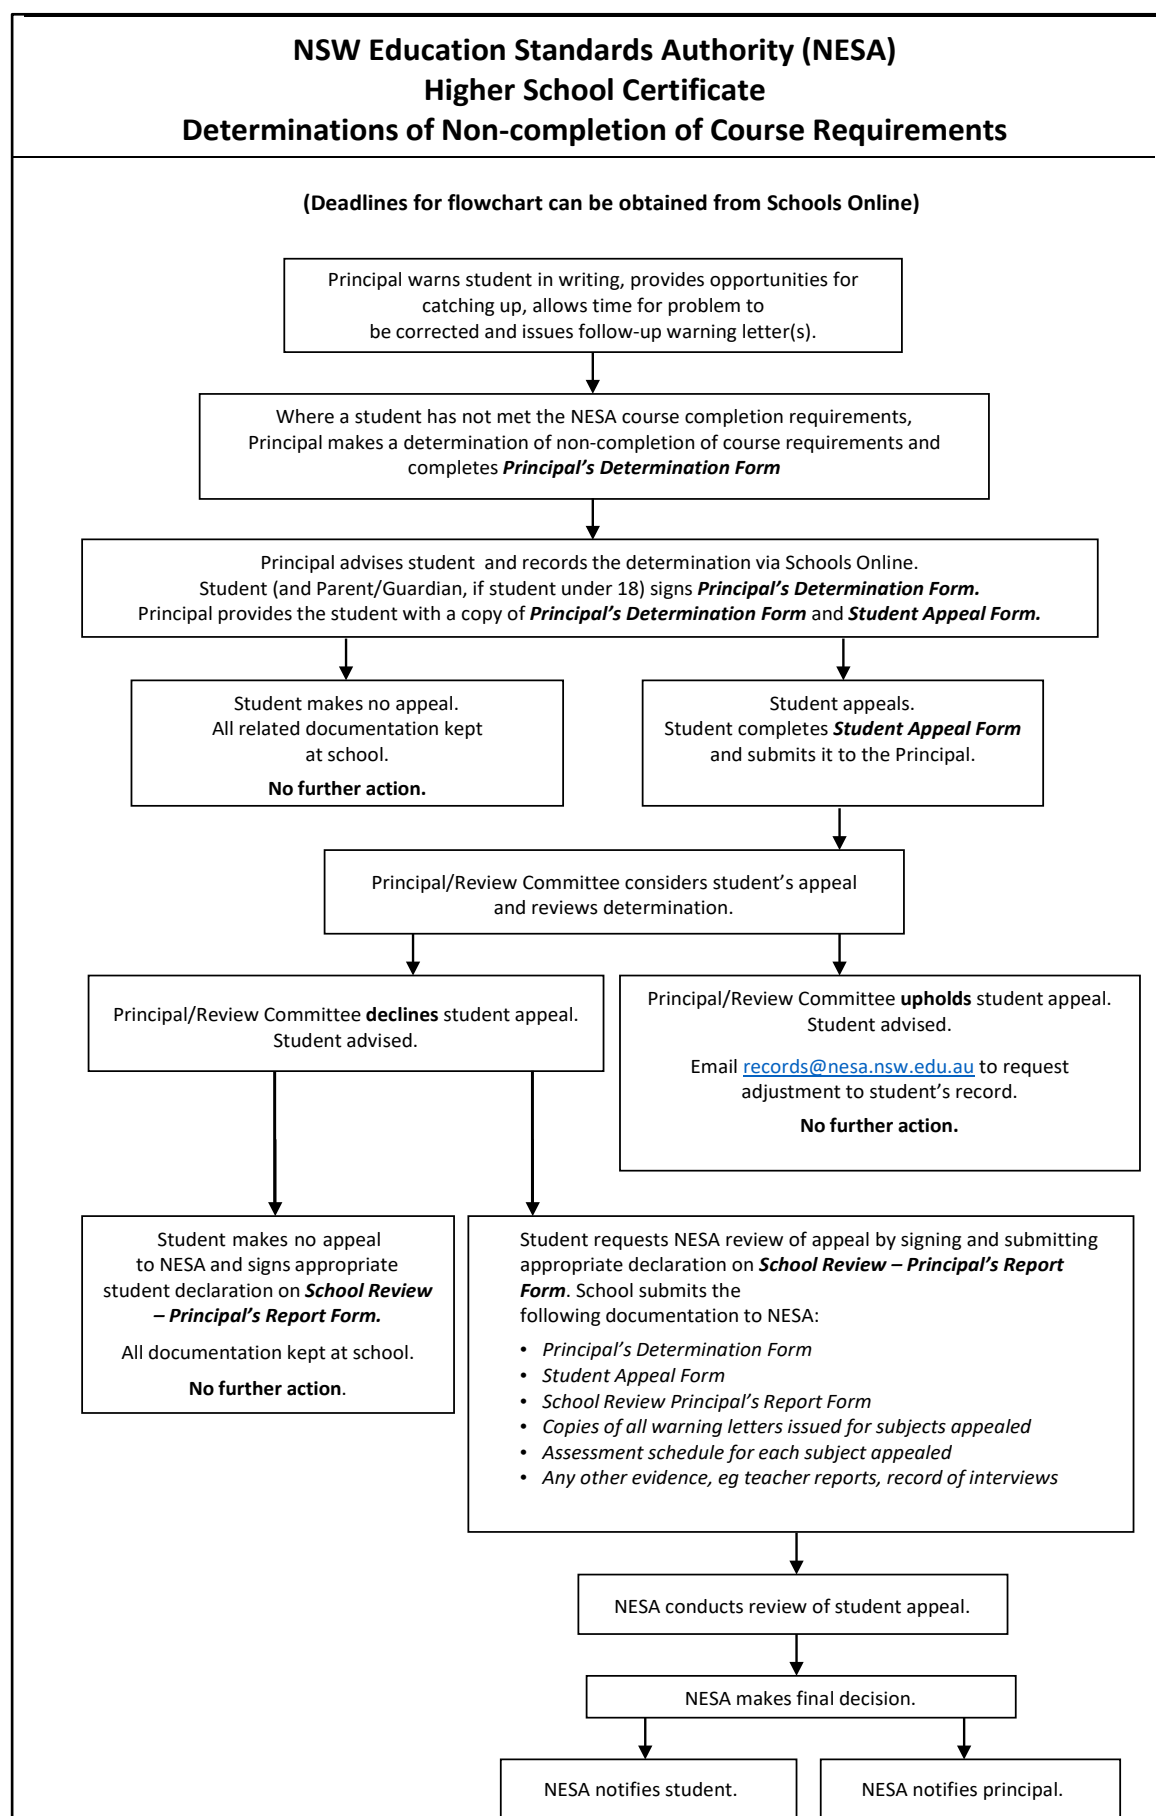 NSW Education Standards Authority (NESA)
Higher School Certificate
Determinations of Non-completion of Course Requirements
(Deadlines for flowchart can be obtained from Schools Online)
Principal warns student in writing, provides opportunities for
catching up, allows time for problem to
be corrected and issues follow-up warning letter(s).
Where a student has not met the NESA course completion requirements,
Principal makes a determination of non-completion of course requirements and
completes Principal’s Determination Form
Principal advises student and records the determination via Schools Online.
Student (and Parent/Guardian, if student under 18) signs Principal’s Determination Form.
Principal provides the student with a copy of Principal’s Determination Form and Student Appeal Form.
Student makes no appeal.
All related documentation kept
at school.
No further action.
Student appeals.
Student completes Student Appeal Form
and submits it to the Principal.
Principal/Review Committee considers student’s appeal
and reviews determination.
Principal/Review Committee declines student appeal.
Student advised.
Principal/Review Committee upholds student appeal.
Student advised.
Email records@nesa.nsw.edu.au to request
adjustment to student’s record.
No further action.
Student makes no appeal
to NESA and signs appropriate
student declaration on School Review
– Principal’s Report Form.
All documentation kept at school.
No further action.
Student requests NESA review of appeal by signing and submitting
appropriate declaration on School Review – Principal’s Report
Form. School submits the
following documentation to NESA:
• Principal’s Determination Form
• Student Appeal Form
• School Review Principal’s Report Form
• Copies of all warning letters issued for subjects appealed
• Assessment schedule for each subject appealed
• Any other evidence, eg teacher reports, record of interviews
NESA conducts review of student appeal.
NESA makes final decision.
NESA notifies student.
NESA notifies principal.